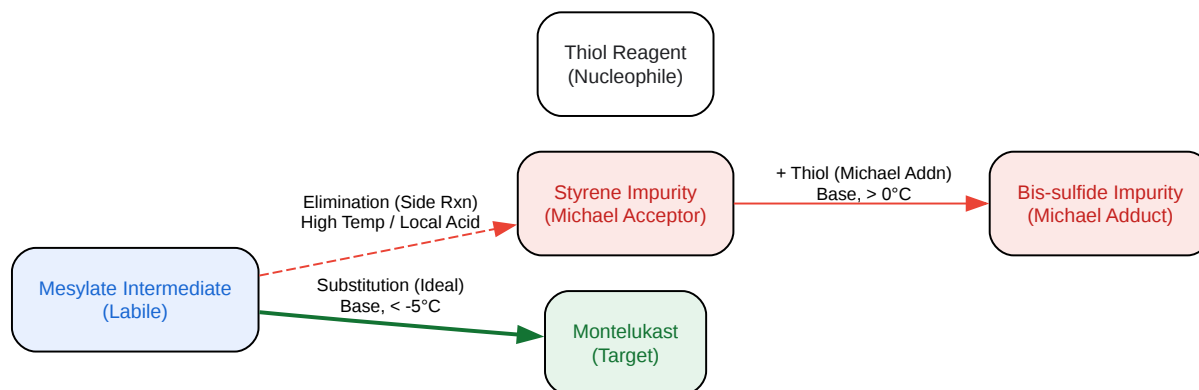 Thiol Reagent
(Nucleophile)
+ Thiol (Michael Addn)
Base, > 0°C
Styrene Impurity
(Michael Acceptor)
Bis-sulfide Impurity
(Michael Adduct)
Elimination (Side Rxn)
High Temp / Local Acid
Mesylate Intermediate
(Labile)
Substitution (Ideal)
Base, < -5°C
Montelukast
(Target)